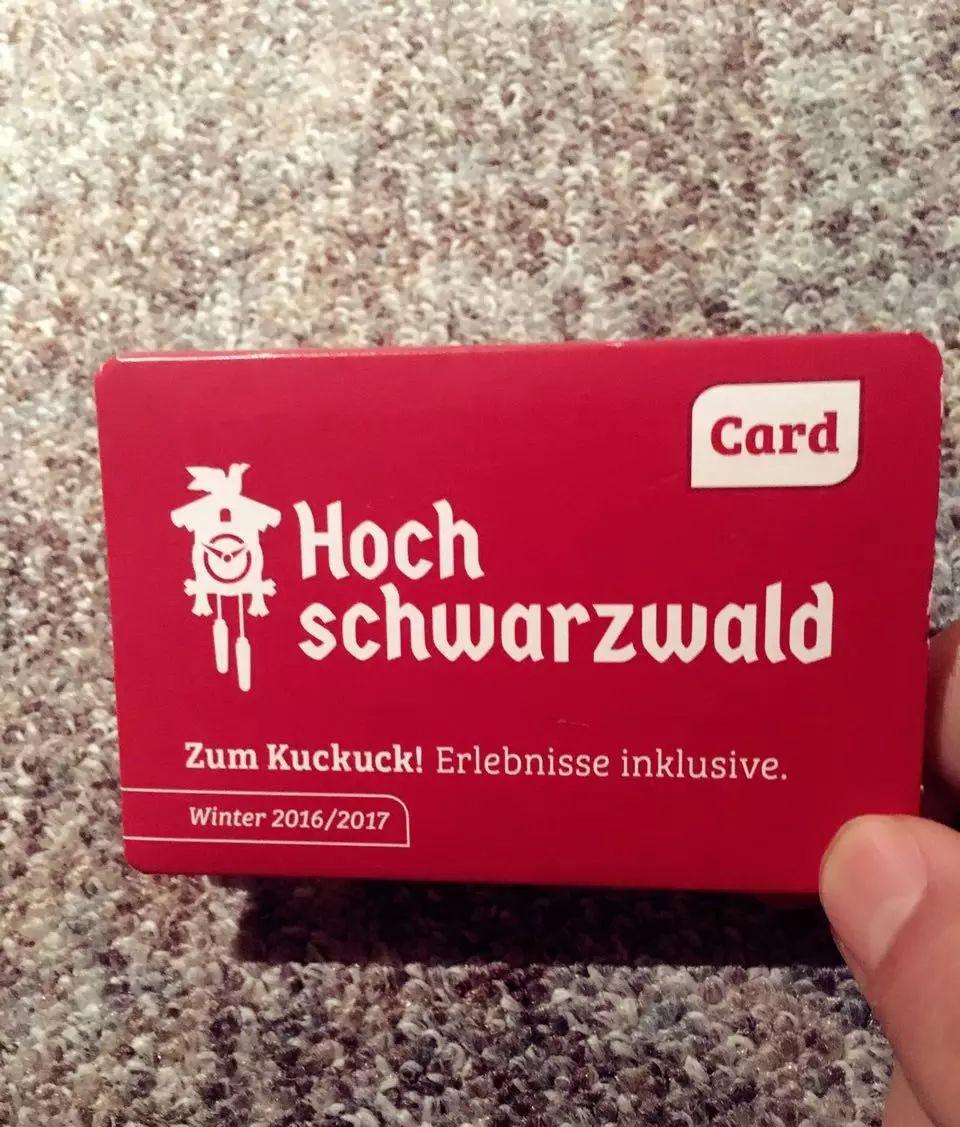 Card
Hoch
schwarzwald
Zum Kuckuck! Erlebnisse inklusive.
Winter 2016/2017